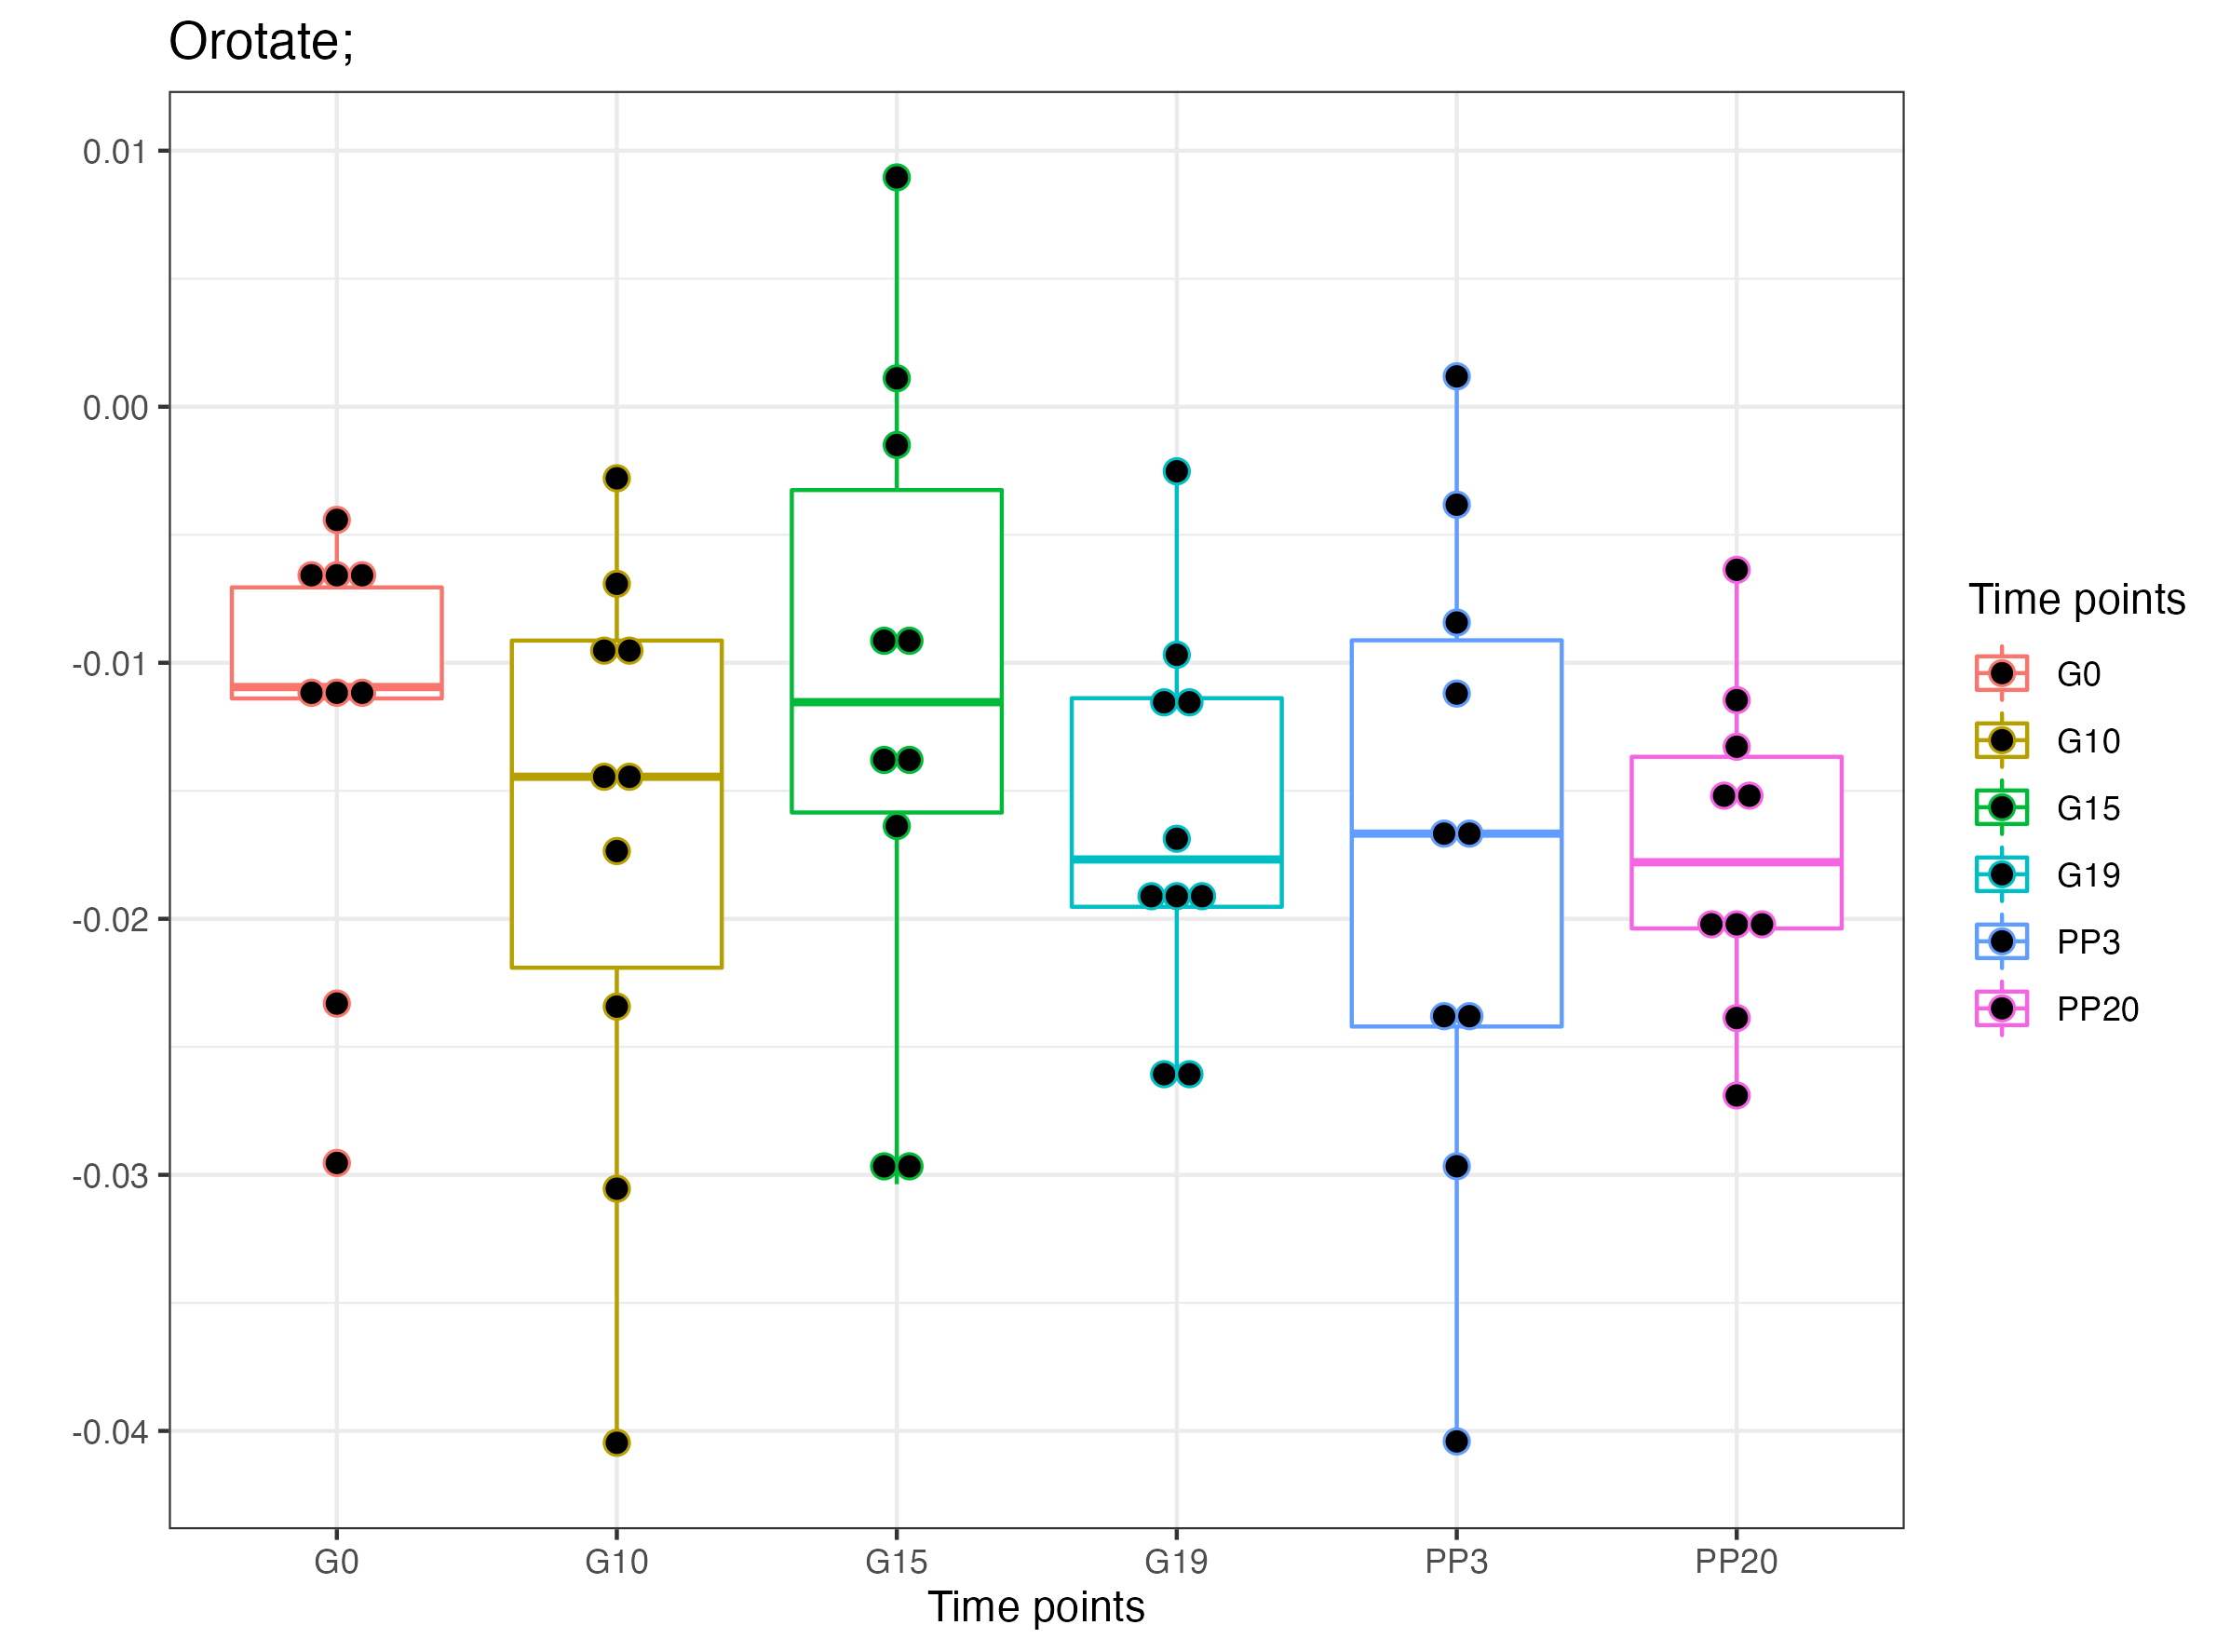 Orotate;
0.01
0.00
-0.01
-0.02
-0.03
-0.04
G0 G10 G15 G19 PP3 PP20
Time points
Time points
G0
G10
G15
G19
PP3
PP20